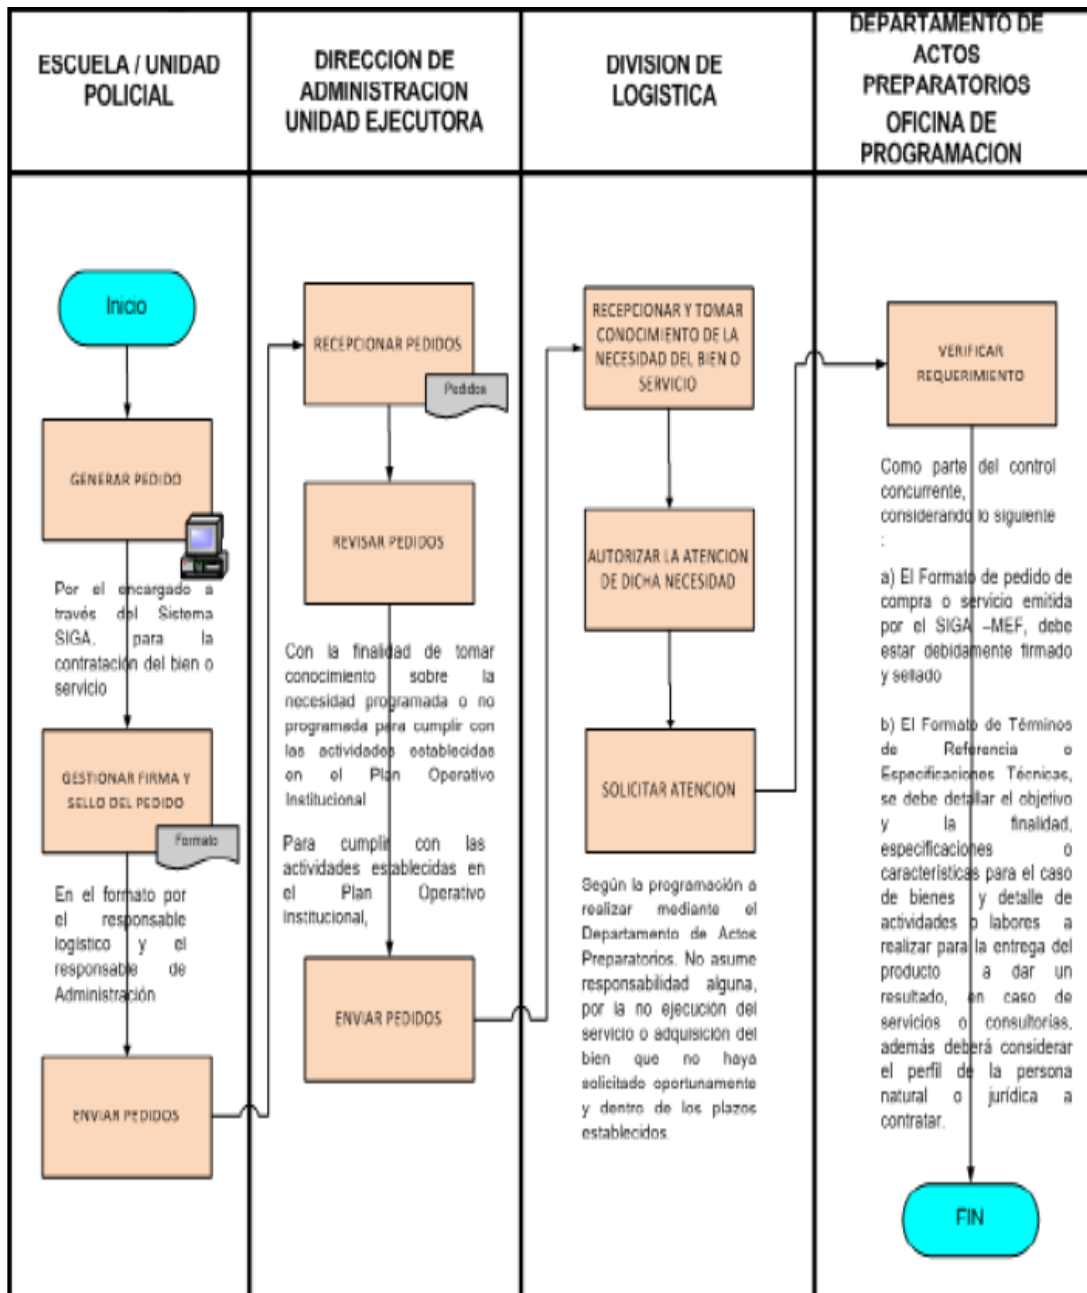 ESCUELA / UNIDAD
POLICIAL
DIRECCION DE
ADMINISTRACION
UNIDAD EJECUTORA
DIVISION DE
LOGISTICA
DEPARTAMENTO DE
ACTOS
PREPARATORIOS
OFICINA DE
PROGRAMACION
Inicio
GENERAR PEDIDO
Por el encargado a
través del Sistema
SIGA, para la
contratación del bien o
servicio
GESTIONAR FIRMA Y
SELLO DEL PEDIDO
Formato
En el formato por
el responsable
logístico y el
responsable de
Administración
ENVIAR PEDIDOS
RECEPCIONAR PEDIDOS
Pedidos
REVISAR PEDIDOS
Con la finalidad de tomar
conocimiento sobre la
necesidad programada o no
programada para cumplir con
las actividades establecidas
en el Plan Operativo
Institucional
Para cumplir con las
actividades establecidas en
el Plan Operativo
Institucional,
ENVIAR PEDIDOS
RECEPCIONAR Y TOMAR
CONOCIMIENTO DE LA
NECESIDAD DEL BIEN O
SERVICIO
AUTORIZAR LA ATENCION
DE DICHA NECESIDAD
SOLICITAR ATENCION
Según la programación a
realizar mediante el
Departamento de Actos
Preparatorios. No asume
responsabilidad alguna,
por la no ejecución del
servicio o adquisición del
bien que no haya
solicitado oportunamente
y dentro de los plazos
establecidos.
VERIFICAR
REQUERIMIENTO
Como parte del control
concurrente,
considerando lo siguiente
:
a) El Formato de pedido de
compra o servicio emitida
por el SIGA –MEF, debe
estar debidamente firmado
y sellado
b) El Formato de Términos
de Referencia o
Especificaciones Técnicas,
se debe detallar el objetivo
y la finalidad,
especificaciones o
características para el caso
de bienes y detalle de
actividades o labores a
realizar para la entrega del
producto a dar un
resultado, en caso de
servicios o consultorías,
además deberá considerar
el perfil de la persona
natural o jurídica a
contratar.
FIN